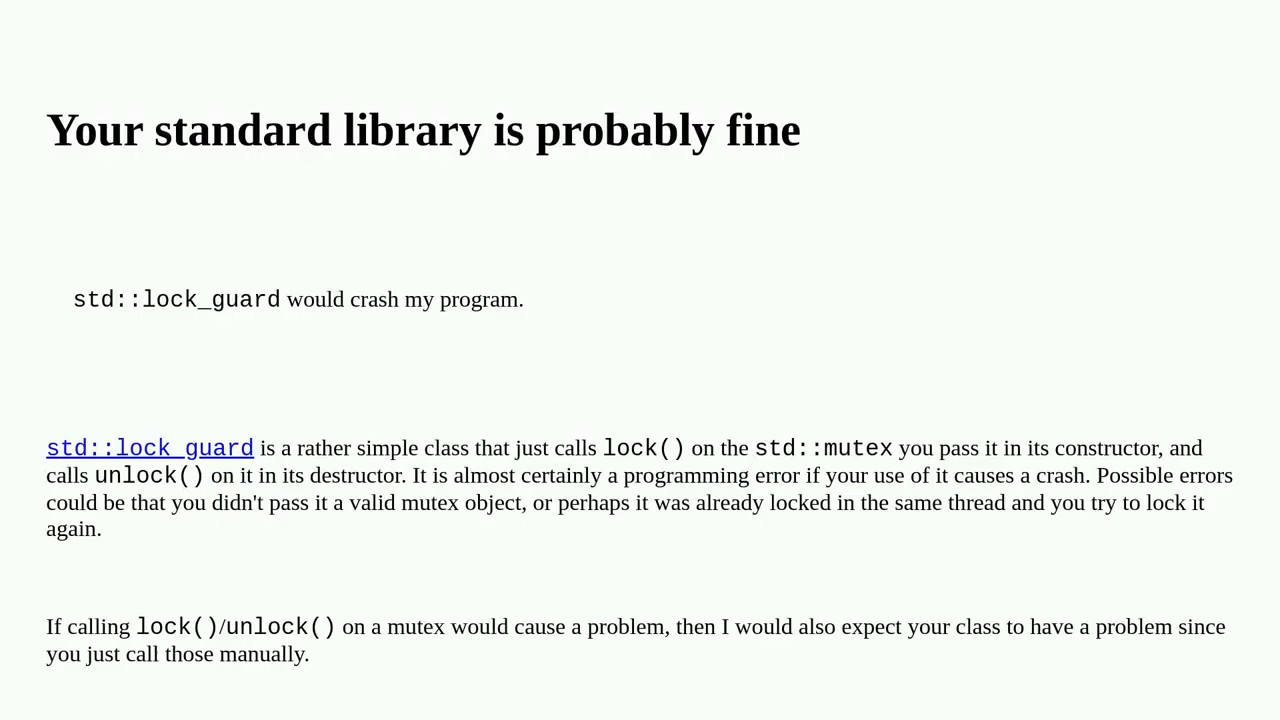 Your standard library is probably fine
std::lock_guard would crash my program.
std::lock_guard is a rather simple class that just calls lock() on the std::mutex you pass it in its constructor, and
calls unlock() on it in its destructor. It is almost certainly a programming error if your use of it causes a crash. Possible errors
could be that you didn't pass it a valid mutex object, or perhaps it was already locked in the same thread and you try to lock it
again.
If calling lock()/unlock() on a mutex would cause a problem, then I would also expect your class to have a problem since
you just call those manually.